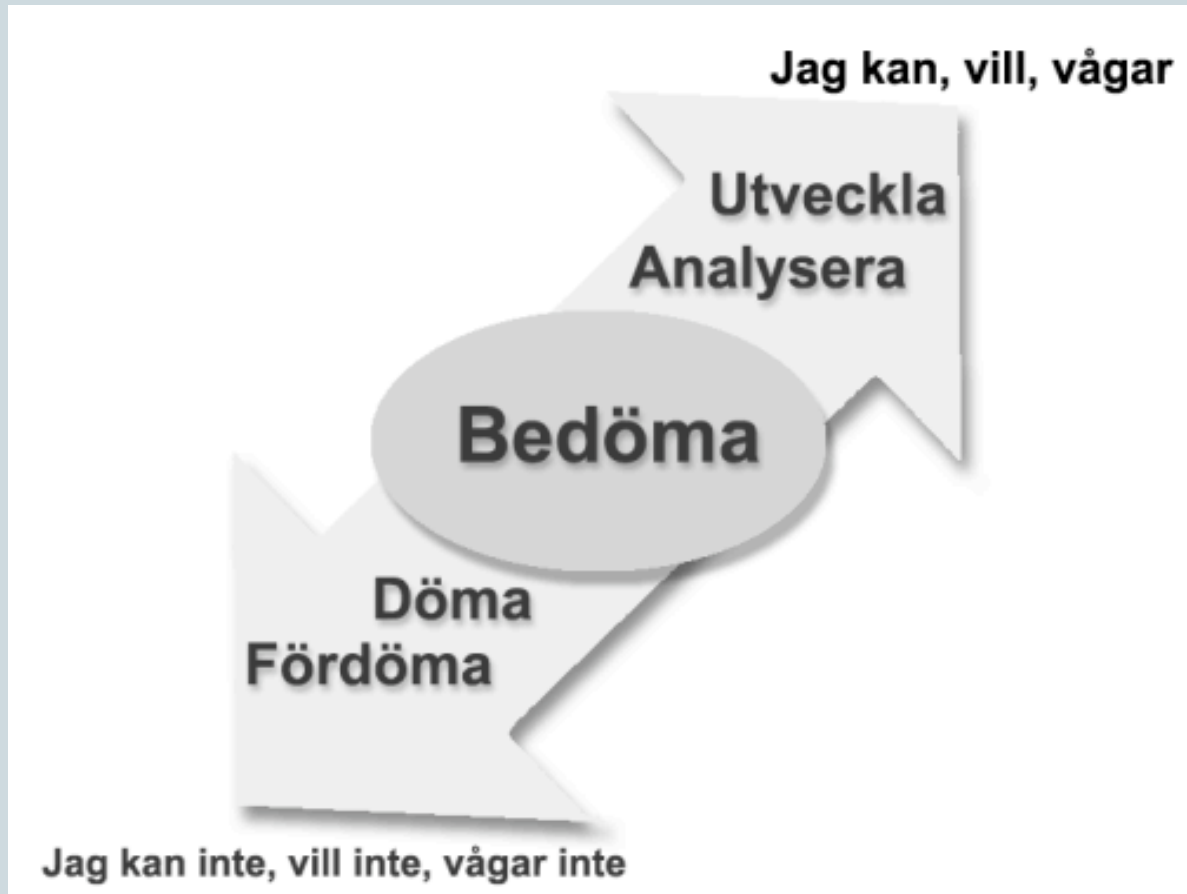 Jag kan, vill, vågar
Utveckla
Analysera
Bedöma
Döma
Fördöma
Jag kan inte, vill inte, vågar inte